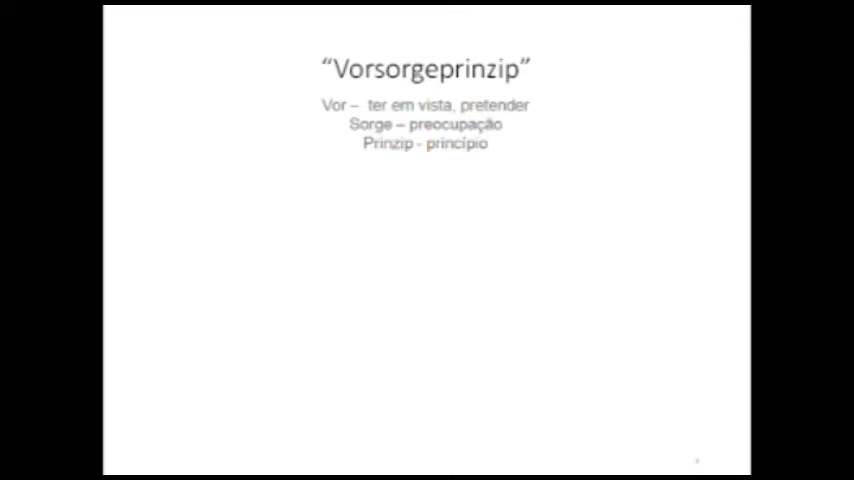 “Vorsorgeprinzip”
Vor – ter em vista, pretender
Sorge – preocupação
Prinzip - princípio